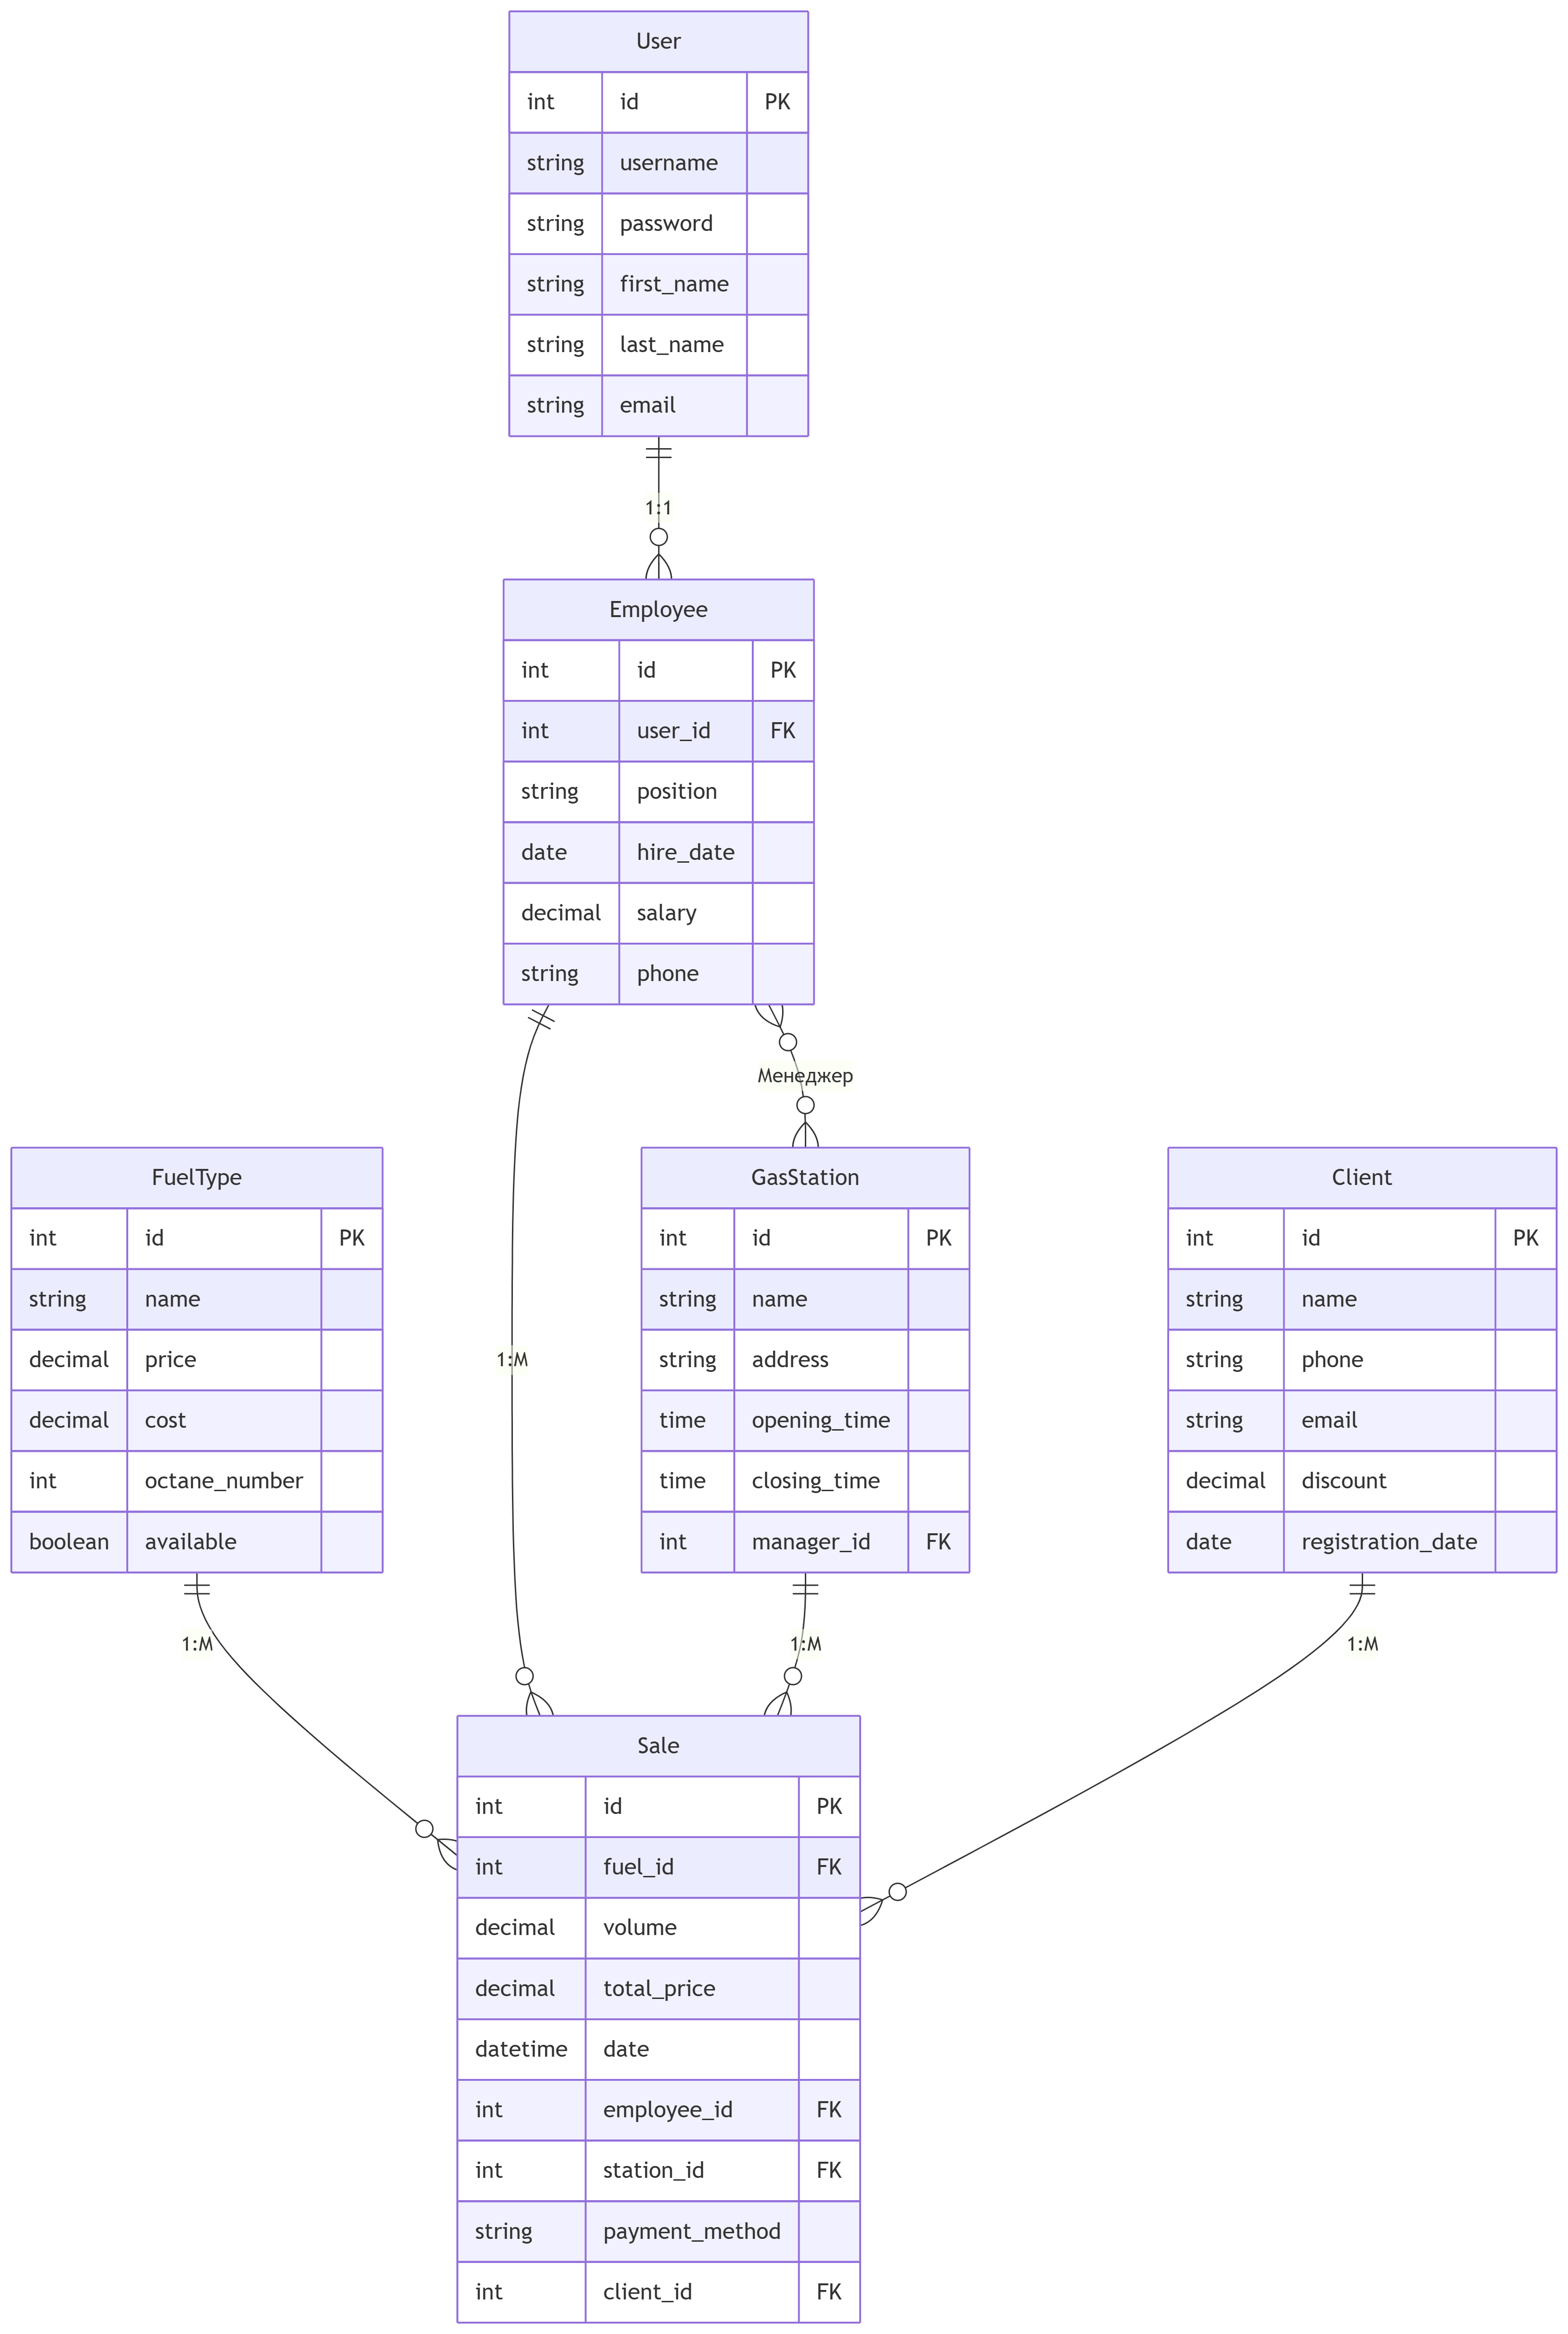 User
int id PK
string username
string password
string first_name
string last_name
string email
1:1
Employee
int id PK
int user_id FK
string position
date hire_date
decimal salary
string phone
Менеджер
FuelType
int id PK
string name
decimal price
decimal cost
int octane_number
boolean available
1:M
GasStation
int id PK
string name
string address
time opening_time
time closing_time
int manager_id FK
Client
int id PK
string name
string phone
string email
decimal discount
date registration_date
1:M
1:M
1:M
Sale
int id PK
int fuel_id FK
decimal volume
decimal total_price
datetime date
int employee_id FK
int station_id FK
string payment_method
int client_id FK